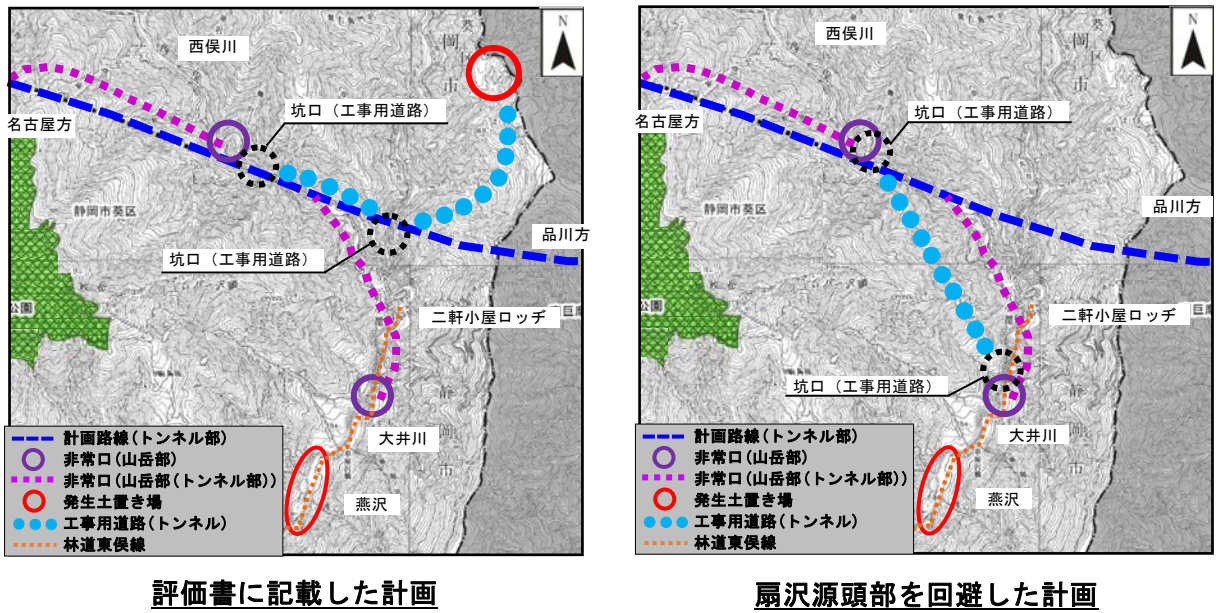 西俣川
岡
市
N
坑口（工事用道路）
名古屋方
静岡市葵区
品川方
坑口（工事用道路）
公園
二軒小屋ロッヂ
大井川
市
燕沢
計画路線(トンネル部)
非常口(山岳部)
非常口(山岳部(トンネル部))
発生土置き場
工事用道路(トンネル)
林道東俣線
評価書に記載した計画
西俣川
岡
市
N
坑口（工事用道路）
名古屋方
静岡市葵区
品川方
公園
二軒小屋ロッヂ
坑口（工事用道路）
大井川
市
燕沢
計画路線(トンネル部)
非常口(山岳部)
非常口(山岳部(トンネル部))
発生土置き場
工事用道路(トンネル)
林道東俣線
扇沢源頭部を回避した計画